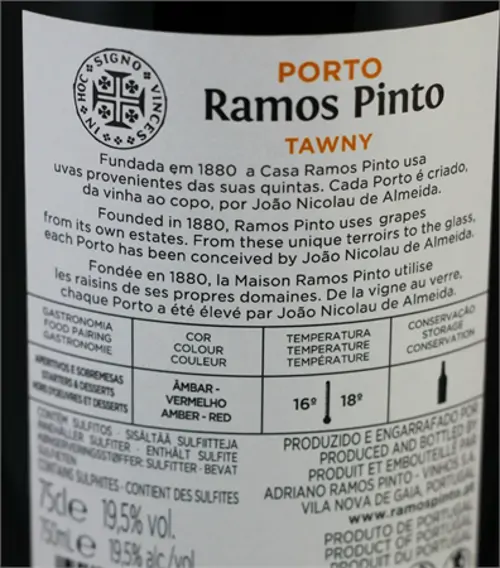 IN HOC SIGNO VINCES
PORTO
Ramos Pinto
TAWNY
Fundada em 1880 a Casa Ramos Pinto usa
uvas provenientes das suas quintas. Cada Porto é criado,
da vinha ao copo, por João Nicolau de Almeida.
Founded in 1880, Ramos Pinto uses grapes
from its own estates. From these unique terroirs to the glass,
each Porto has been conceived by João Nicolau de Almeida.
Fondée en 1880, la Maison Ramos Pinto utilise
les raisins de ses propres domaines. De la vigne au verre,
chaque Porto a été élevé par João Nicolau de Almeida.
GASTRONOMIA
FOOD PAIRING
GASTRONOMIE
COR
COLOUR
COULEUR
TEMPERATURA
TEMPERATURE
TEMPÉRATURE
CONSERVAÇÃO
STORAGE
CONSERVATION
APERITIVOS E SOBREMESAS
STARTERS & DESSERTS
HORS D'OEUVRES ET DESSERTS
ÂMBAR -
VERMELHO
AMBER - RED
16º 18º
CONTÉM SULFITOS · SISÄLTÄÄ SULFIITTEJA
INNEHÅLLER SULFITER · ENTHÄLT SULFITE
KONSERVERINGSSTOFFER: SULFITTER · BEVAT
SULFIETEN
CONTAINS SULPHITES · CONTIENT DES SULFITES
75cl e 19,5% vol.
750mL e 19.5% alc/vol
PRODUZIDO E ENGARRAFADO POR
PRODUCED AND BOTTLED BY
PRODUIT ET EMBOUTEILLÉ PAR
ADRIANO RAMOS PINTO - VINHOS S.A.
VILA NOVA DE GAIA, PORTUGAL
www.ramospinto.pt
PRODUTO DE PORTUGAL
PRODUCT OF PORTUGAL
PRODUIT DU PORTUGAL